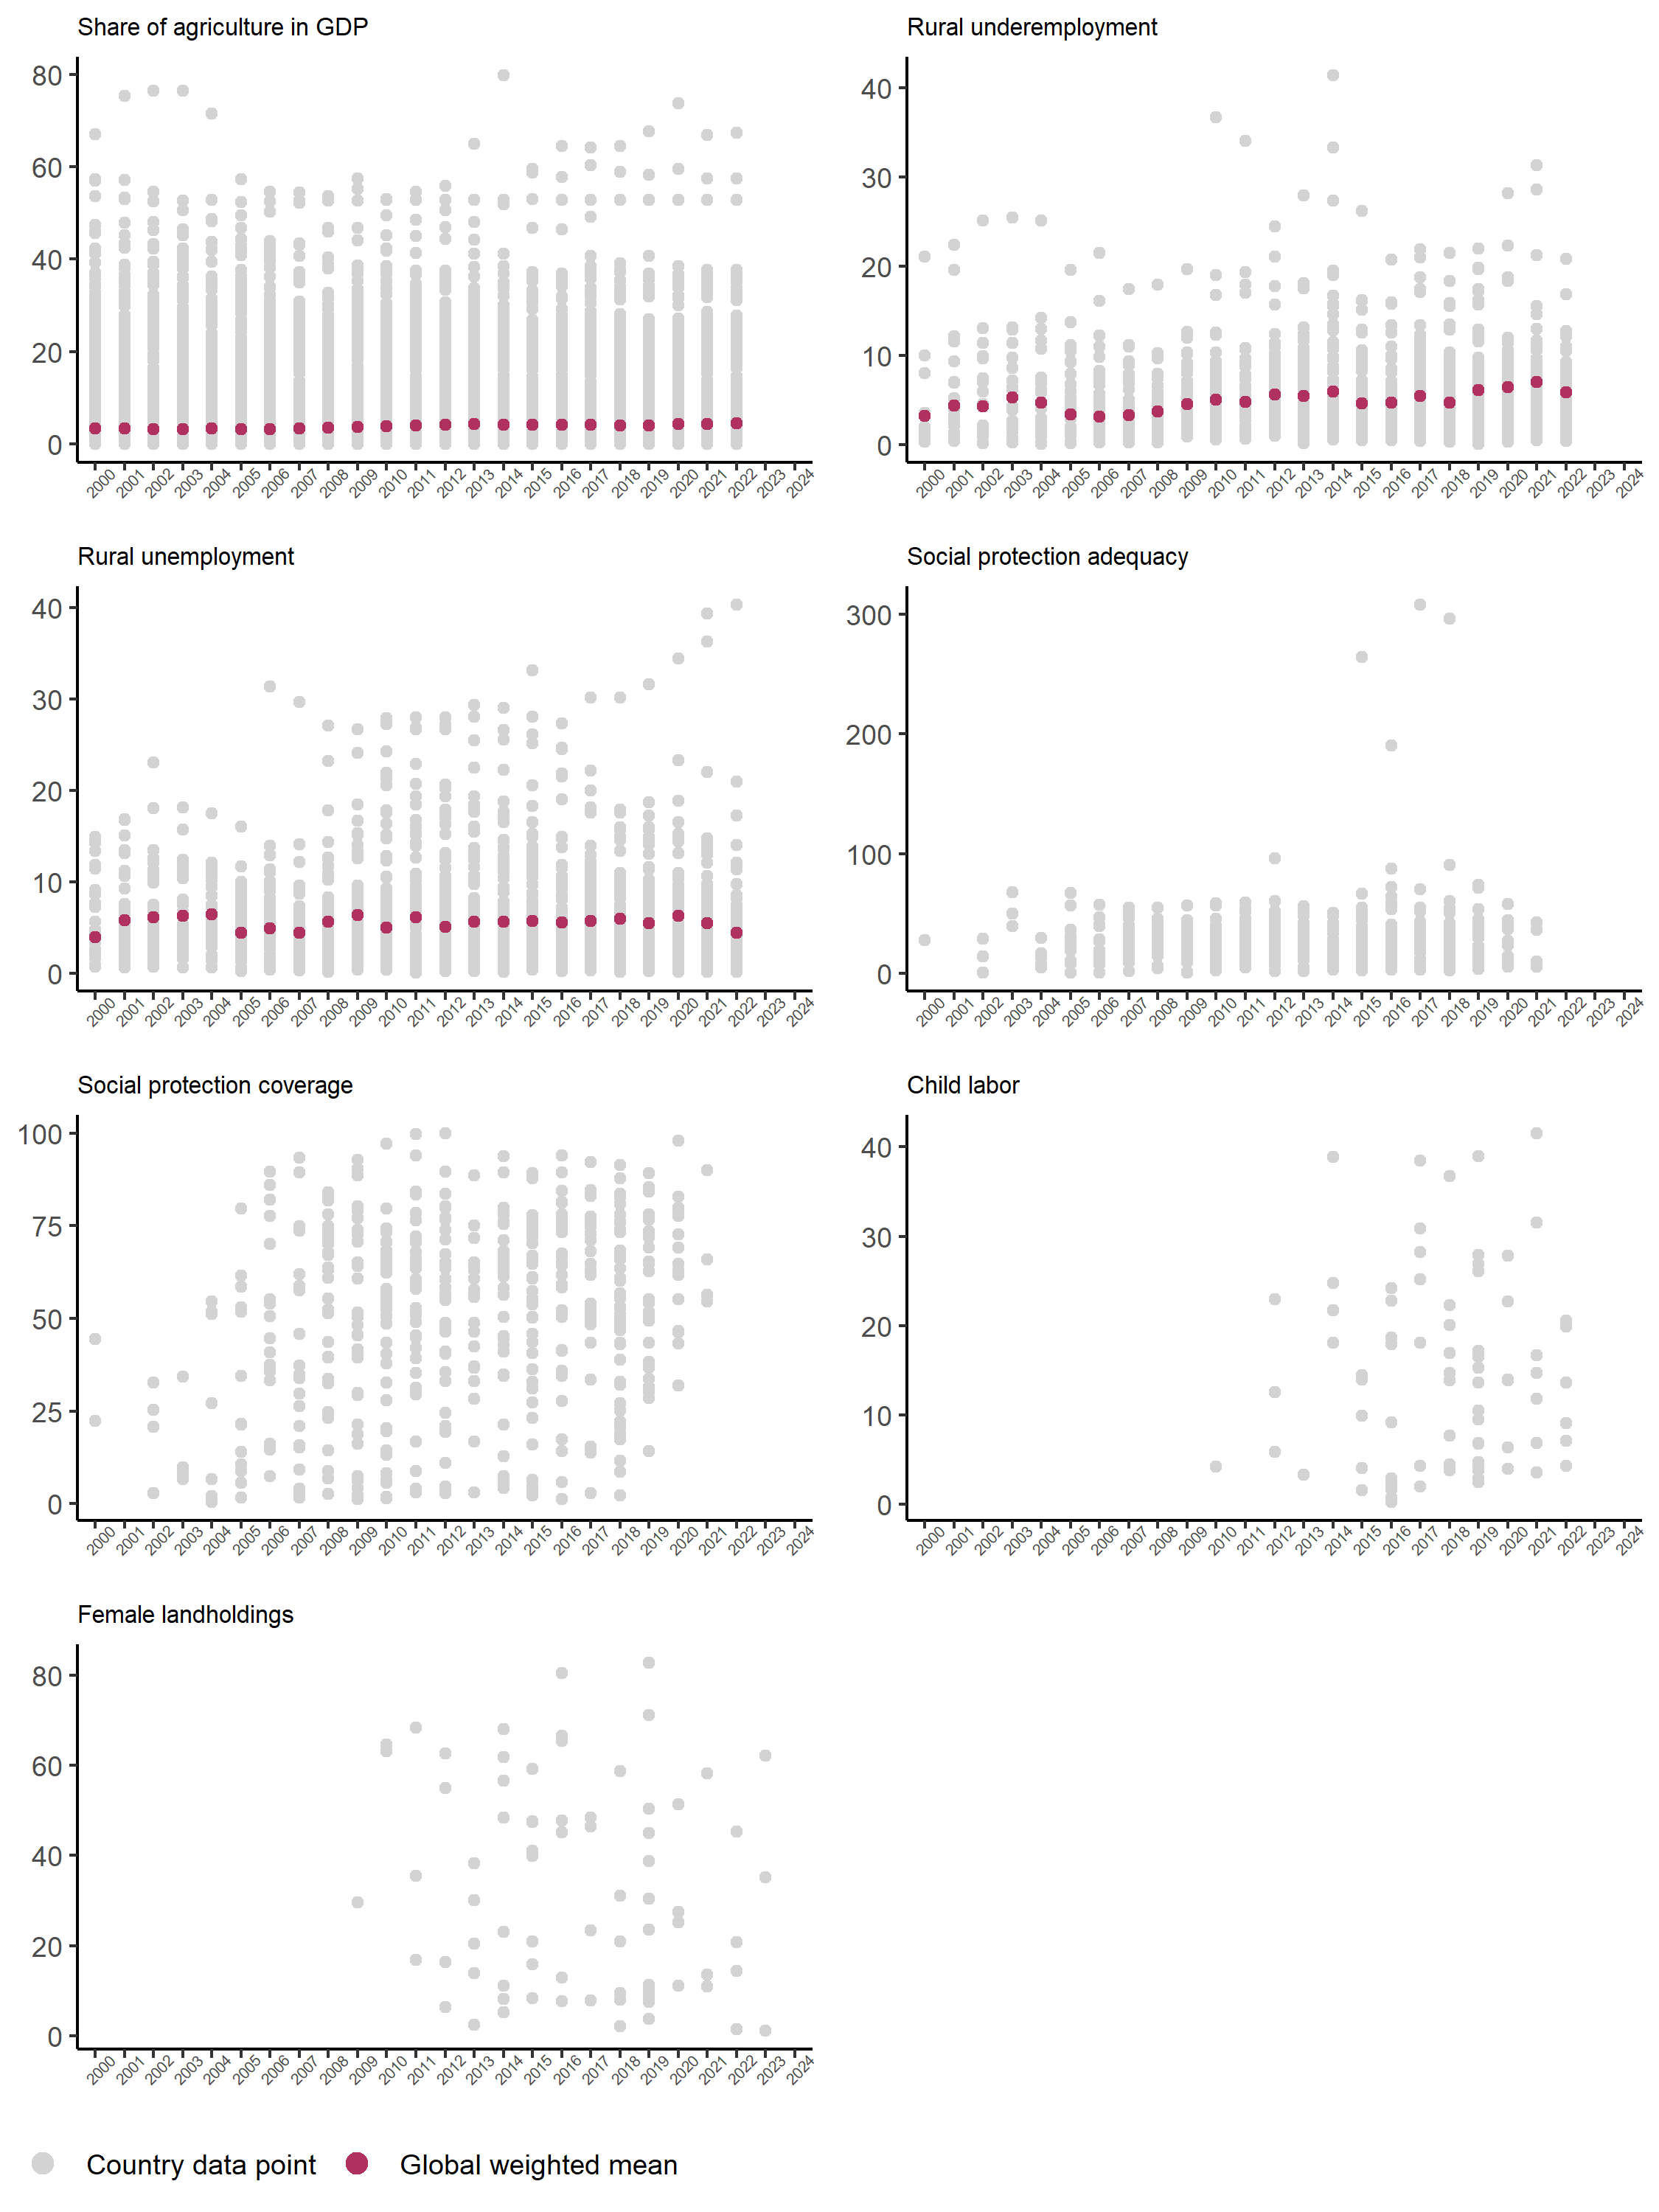 Share of agriculture in GDP
80
60
40
20
0
2000 2001 2002 2003 2004 2005 2006 2007 2008 2009 2010 2011 2012 2013 2014 2015 2016 2017 2018 2019 2020 2021 2022 2023 2024
Rural underemployment
40
30
20
10
0
2000 2001 2002 2003 2004 2005 2006 2007 2008 2009 2010 2011 2012 2013 2014 2015 2016 2017 2018 2019 2020 2021 2022 2023 2024
Rural unemployment
40
30
20
10
0
2000 2001 2002 2003 2004 2005 2006 2007 2008 2009 2010 2011 2012 2013 2014 2015 2016 2017 2018 2019 2020 2021 2022 2023 2024
Social protection adequacy
300
200
100
0
2000 2001 2002 2003 2004 2005 2006 2007 2008 2009 2010 2011 2012 2013 2014 2015 2016 2017 2018 2019 2020 2021 2022 2023 2024
Social protection coverage
100
75
50
25
0
2000 2001 2002 2003 2004 2005 2006 2007 2008 2009 2010 2011 2012 2013 2014 2015 2016 2017 2018 2019 2020 2021 2022 2023 2024
Child labor
40
30
20
10
0
2000 2001 2002 2003 2004 2005 2006 2007 2008 2009 2010 2011 2012 2013 2014 2015 2016 2017 2018 2019 2020 2021 2022 2023 2024
Female landholdings
80
60
40
20
0
2000 2001 2002 2003 2004 2005 2006 2007 2008 2009 2010 2011 2012 2013 2014 2015 2016 2017 2018 2019 2020 2021 2022 2023 2024
Country data point Global weighted mean